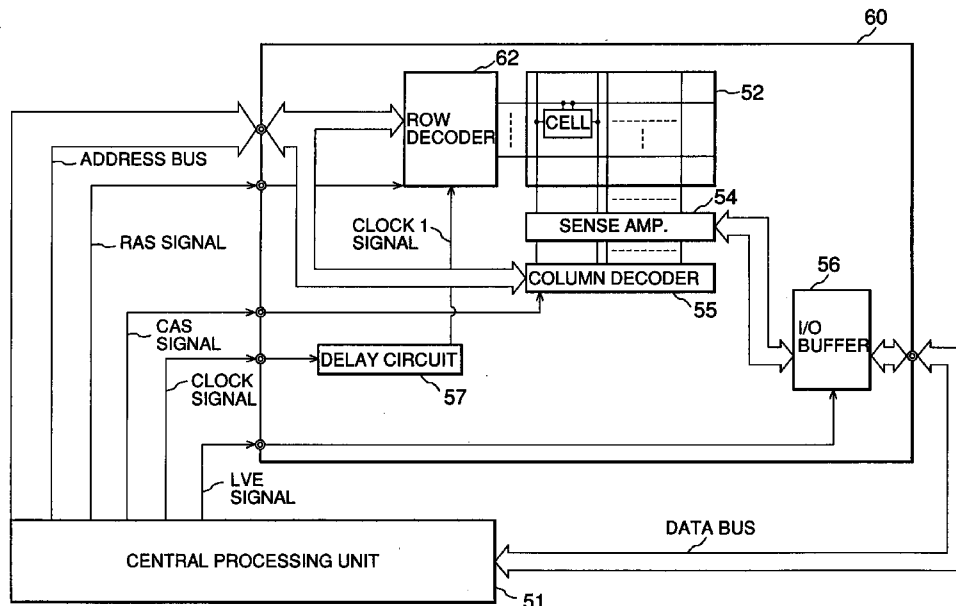 60
62
52
ROW
DECODER
CELL
ADDRESS BUS
54
CLOCK 1
SIGNAL
SENSE AMP.
RAS SIGNAL
COLUMN DECODER
56
55
CAS
SIGNAL
I/O
BUFFER
DELAY CIRCUIT
CLOCK
SIGNAL
57
LVE
SIGNAL
DATA BUS
CENTRAL PROCESSING UNIT
51